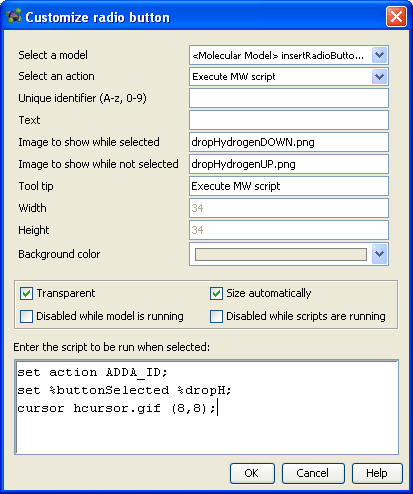 Customize radio button
Select a model <Molecular Model> insertRadioButto...
Select an action Execute MW script
Unique identifier (A-z, 0-9)
Text
Image to show while selected dropHydrogenDOWN.png
Image to show while not selected dropHydrogenUP.png
Tool tip Execute MW script
Width 34
Height 34
Background color
Transparent Size automatically
Disabled while model is running Disabled while scripts are running
Enter the script to be run when selected:
set action ADDA_ID;
set %buttonSelected %dropH;
cursor hcursor.gif (8,8);
OK Cancel Help